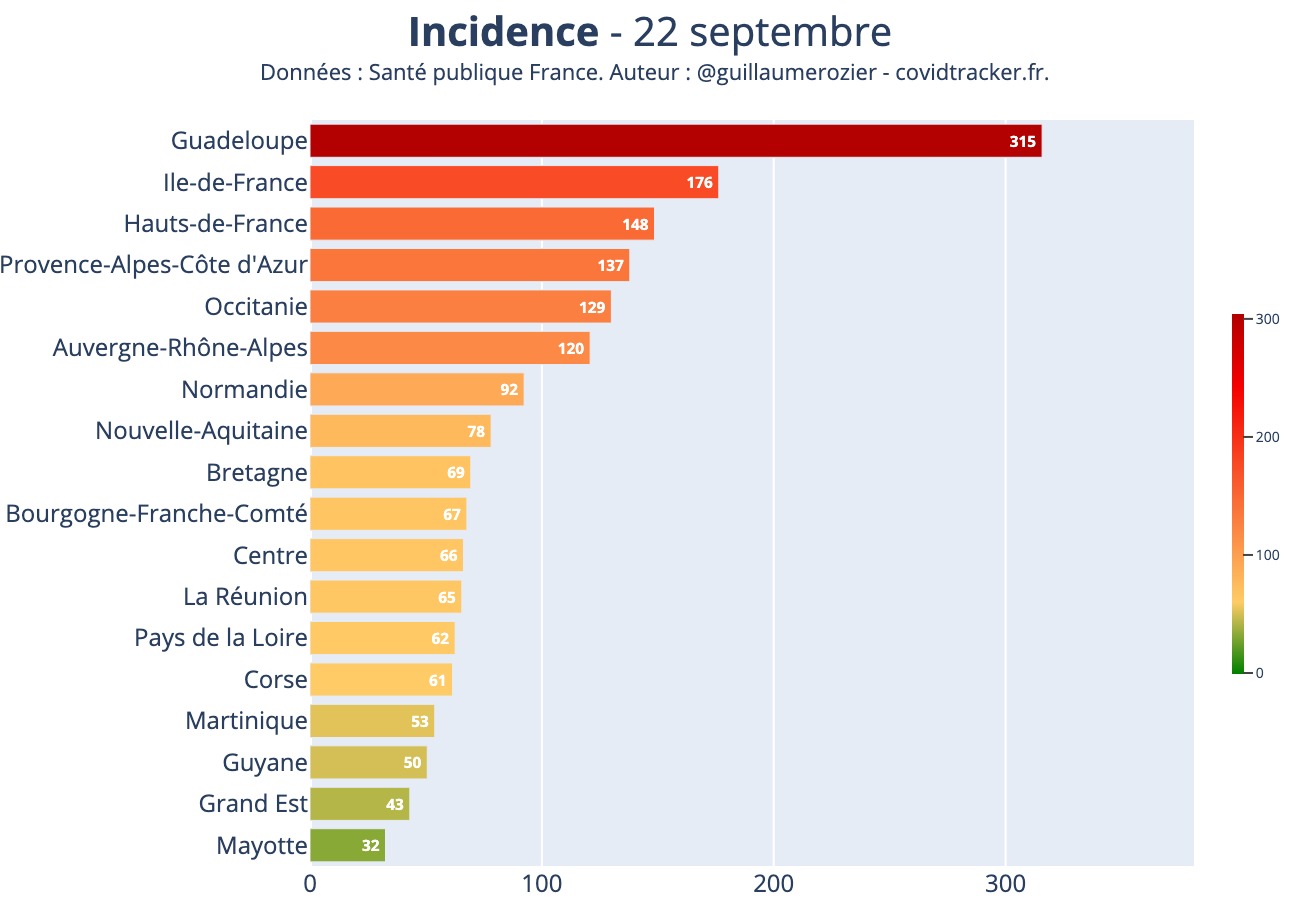 Incidence - 22 septembre
Données : Santé publique France. Auteur : @guillaumerozier - covidtracker.fr.
Guadeloupe 315
Ile-de-France 176
Hauts-de-France 148
Provence-Alpes-Côte d'Azur 137
Occitanie 129
Auvergne-Rhône-Alpes 120
Normandie 92
Nouvelle-Aquitaine 78
Bretagne 69
Bourgogne-Franche-Comté 67
Centre 66
La Réunion 65
Pays de la Loire 62
Corse 61
Martinique 53
Guyane 50
Grand Est 43
Mayotte 32
0 100 200 300
300
200
100
0